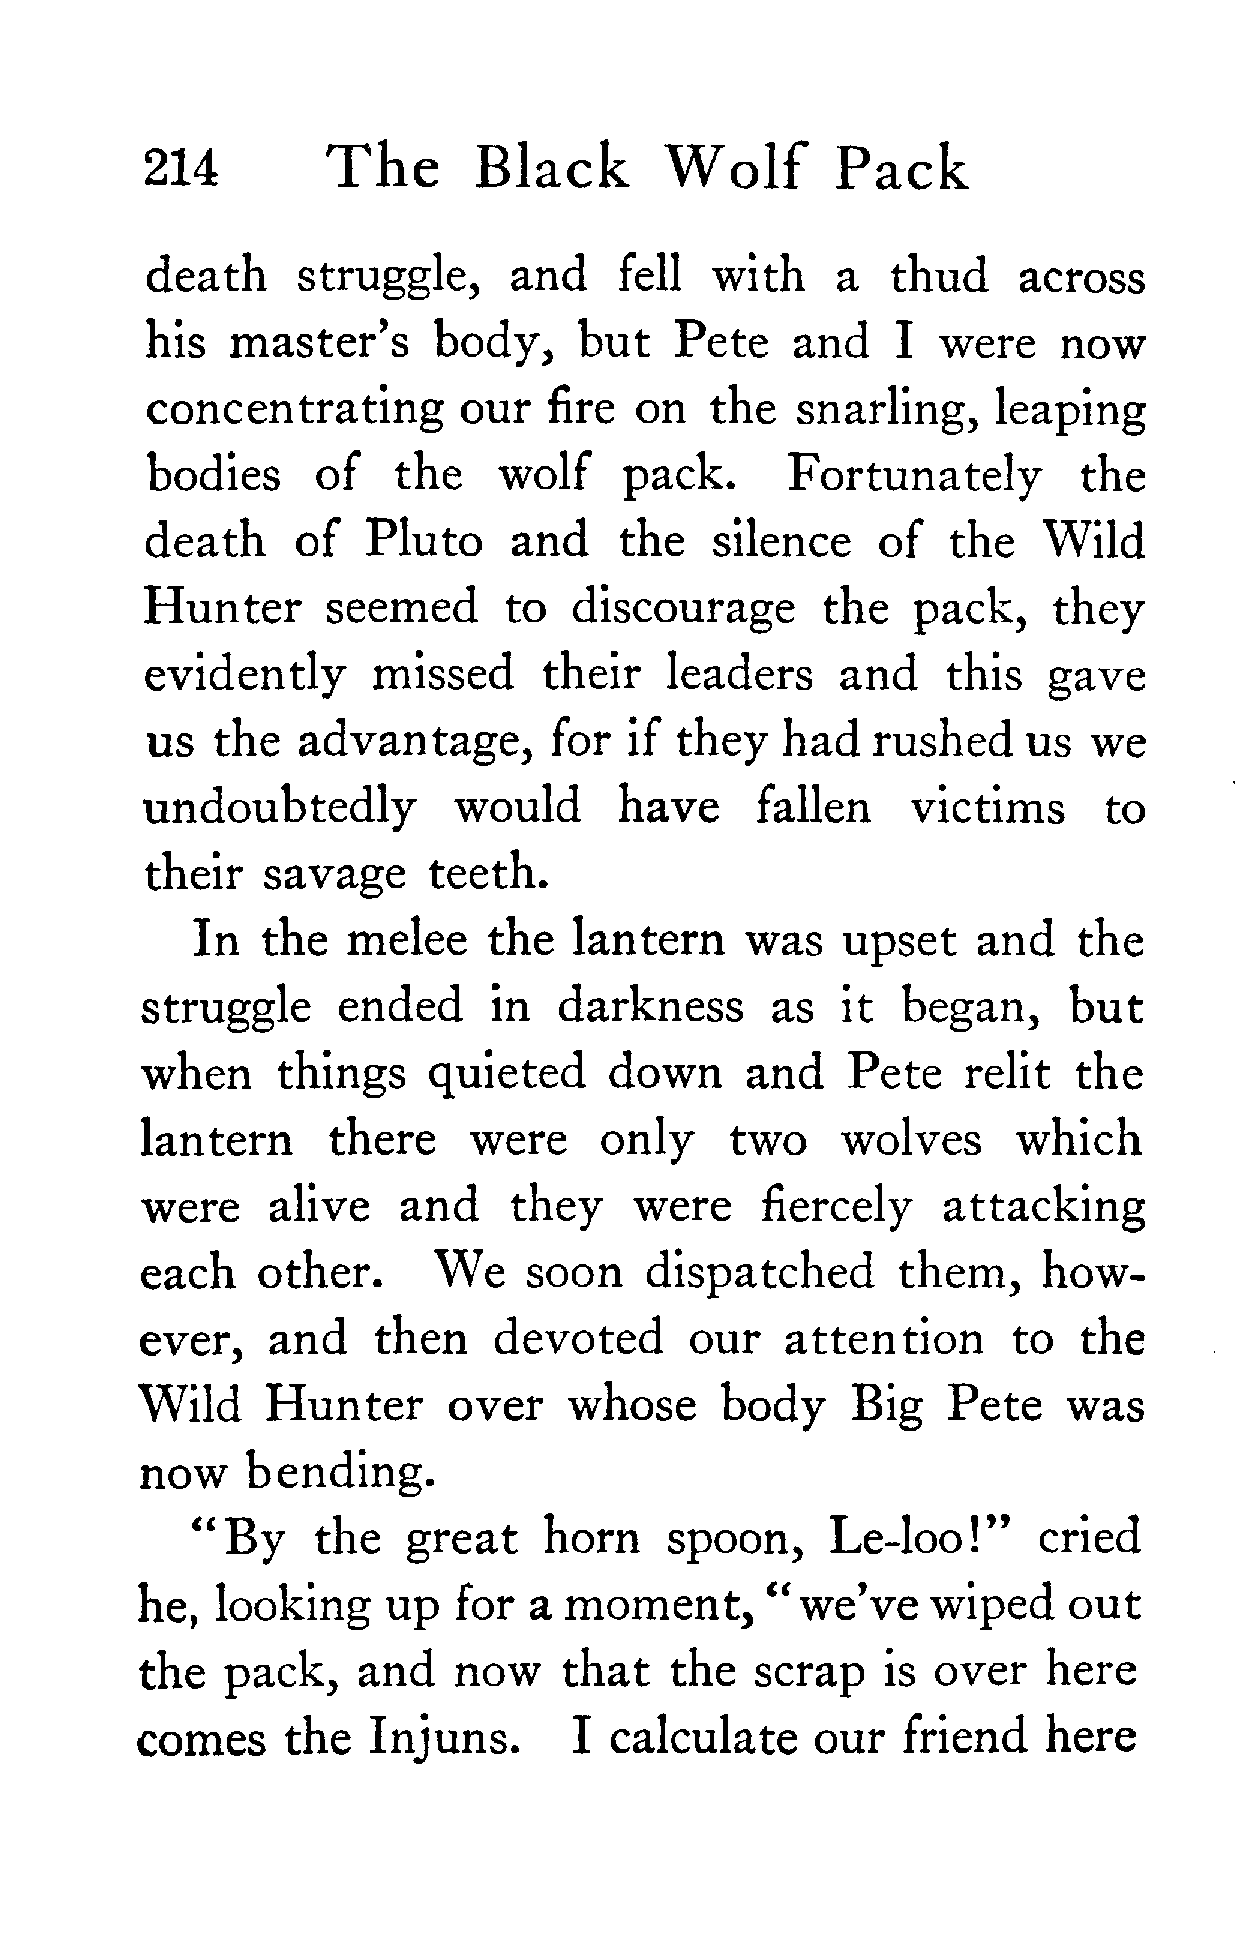 214 The Black Wolf Pack
death struggle, and fell with a thud across
his master's body, but Pete and I were now
concentrating our fire on the snarling, leaping
bodies of the wolf pack. Fortunately the
death of Pluto and the silence of the Wild
Hunter seemed to discourage the pack, they
evidently missed their leaders and this gave
us the advantage, for if they had rushed us we
undoubtedly would have fallen victims to
their savage teeth.
In the melee the lantern was upset and the
struggle ended in darkness as it began, but
when things quieted down and Pete relit the
lantern there were only two wolves which
were alive and they were fiercely attacking
each other. We soon dispatched them, how-
ever, and then devoted our attention to the
Wild Hunter over whose body Big Pete was
now bending.
"By the great horn spoon, Le-loo!" cried
he, looking up for a moment, "we've wiped out
the pack, and now that the scrap is over here
comes the Injuns. I calculate our friend here